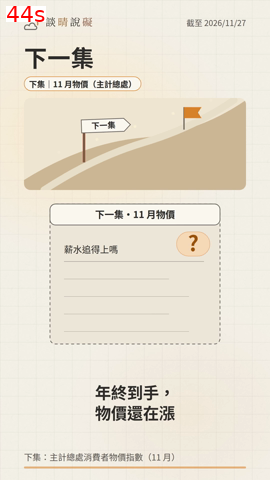 44s
談晴說礙
截至 2026/11/27
下一集
下集｜11 月物價（主計總處）
下一集
下一集・11 月物價
薪水追得上嗎
?
年終到手，
物價還在漲
下集：主計總處消費者物價指數（11 月）